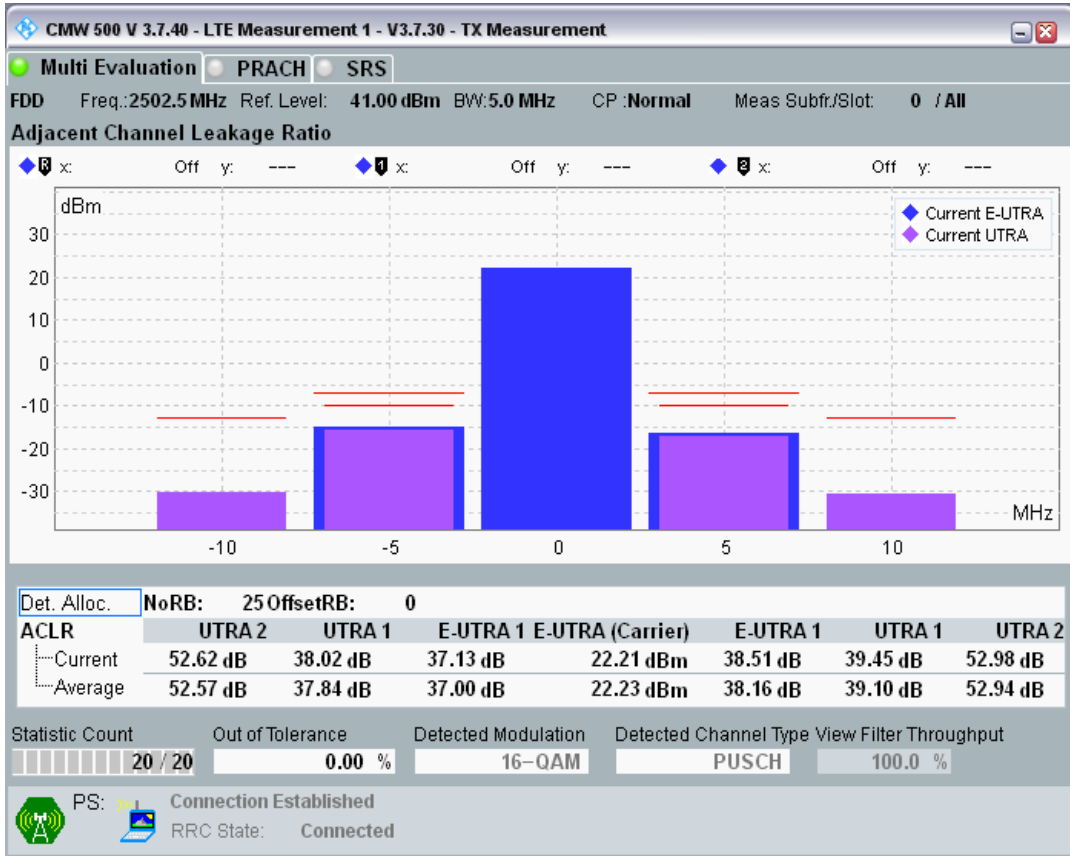 CMW 500 V 3.7.40 - LTE Measurement 1 - V3.7.30 - TX Measurement
Multi Evaluation PRACH SRS
FDD Freq.:2502.5 MHz Ref. Level: 41.00 dBm BW:5.0 MHz CP :Normal Meas Subfr./Slot: 0 / All
Adjacent Channel Leakage Ratio
R x: Off y: --- 1 x: Off y: --- 2 x: Off y: ---
dBm
Current E-UTRA
Current UTRA
30
20
10
0
-10
-20
-30
MHz
-10 -5 0 5 10
Det. Alloc. NoRB: 25 OffsetRB: 0
ACLR UTRA 2 UTRA 1 E-UTRA 1 E-UTRA (Carrier) E-UTRA 1 UTRA 1 UTRA 2
Current 52.62 dB 38.02 dB 37.13 dB 22.21 dBm 38.51 dB 39.45 dB 52.98 dB
Average 52.57 dB 37.84 dB 37.00 dB 22.23 dBm 38.16 dB 39.10 dB 52.94 dB
Statistic Count Out of Tolerance Detected Modulation Detected Channel Type View Filter Throughput
20 / 20 0.00 % 16-QAM PUSCH 100.0 %
PS: Connection Established
RRC State: Connected